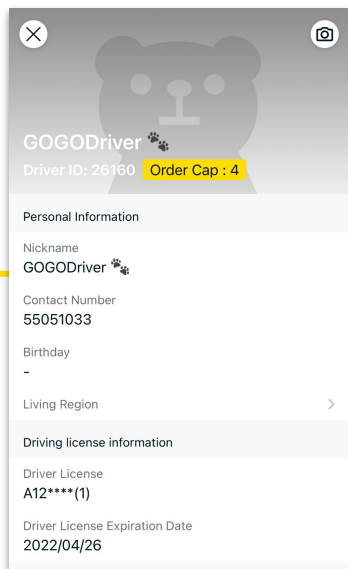 GOGODriver 🐾
Driver ID: 26160 Order Cap : 4
Personal Information
Nickname
GOGODriver 🐾
Contact Number
55051033
Birthday
-
Living Region
Driving license information
Driver License
A12****(1)
Driver License Expiration Date
2022/04/26